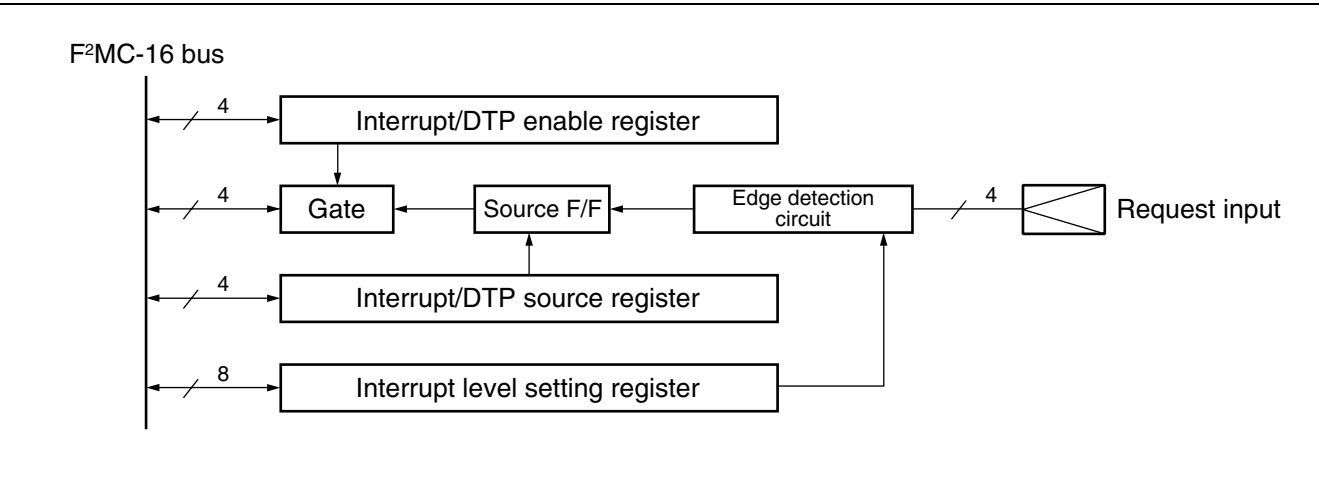 F²MC-16 bus
4
Interrupt/DTP enable register
4
Gate
Source F/F
Edge detection
circuit
4
Request input
4
Interrupt/DTP source register
8
Interrupt level setting register